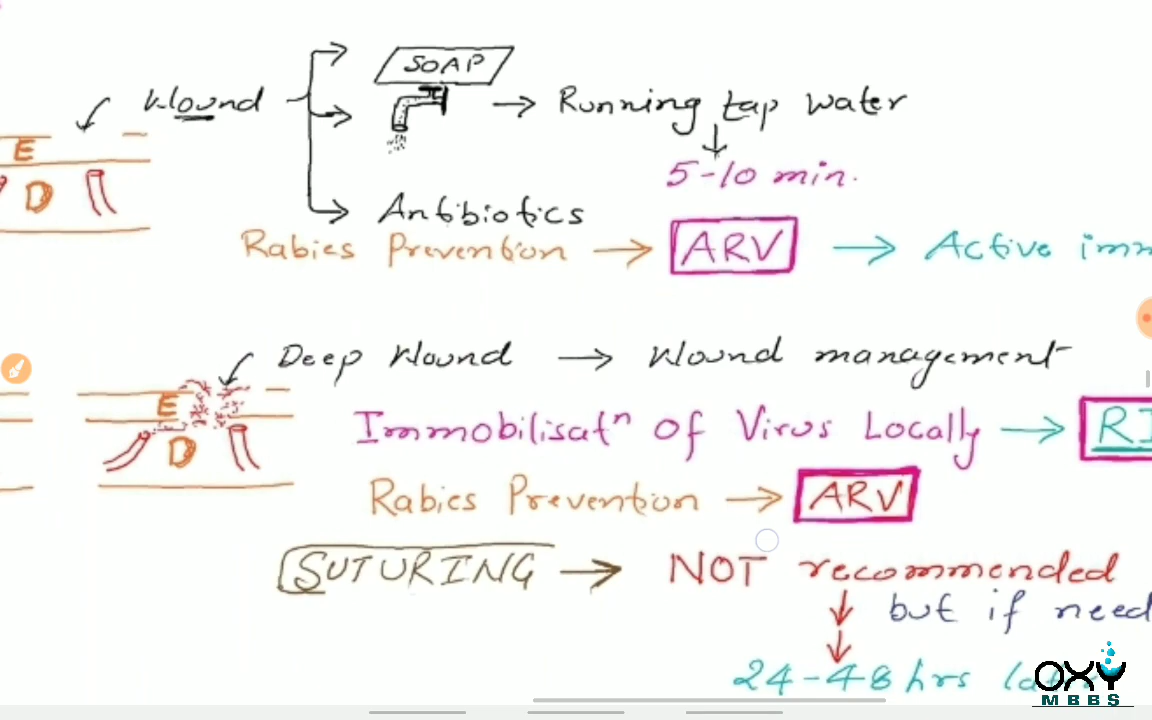 Wound
SOAP
→ Running tap water
↓
5-10 min.
E
D
Antibiotics
Rabies Prevention → ARV → Active imm
Deep Wound → Wound management
E
D
Immobilisatⁿ of Virus Locally → RI
Rabies Prevention → ARV
SUTURING → NOT recommended
but if need
24-48 hrs
OXY
MBBS